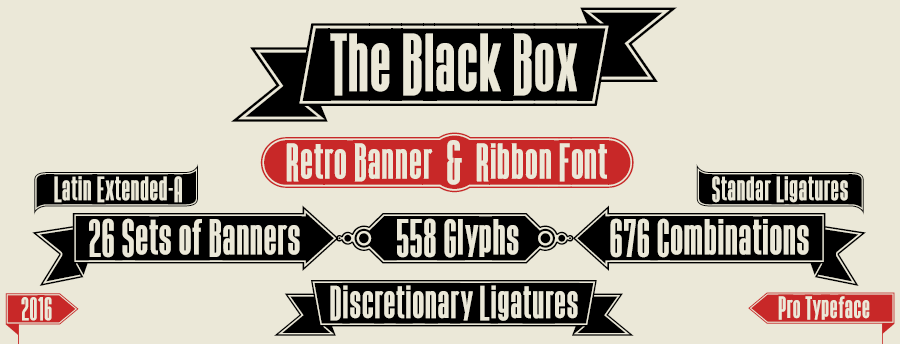 The Black Box
Retro Banner & Ribbon Font
Latin Extended-A
Standar Ligatures
26 Sets of Banners
558 Glyphs
676 Combinations
Discretionary Ligatures
2016
Pro Typeface